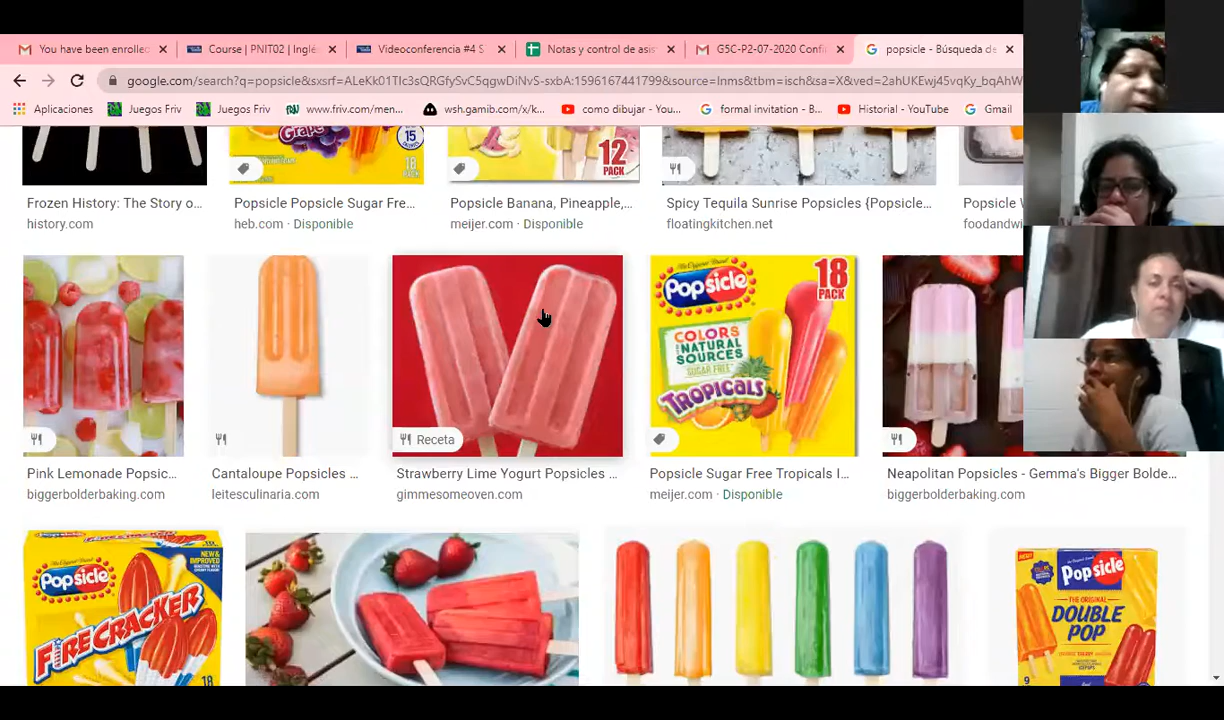 You have been enrolle
Course | PNIT02 | Inglé
Videoconferencia #4 S
Notas y control de asis
G5C-P2-07-2020 Confi
popsicle - Búsqueda de
google.com/search?q=popsicle&sxsrf=ALeKk01TIc3sQRGfySvC5qgwDiNvS-sxbA:1596167441799&source=lnms&tbm=isch&sa=X&ved=2ahUKEwj45vqKy_bqAhW
Aplicaciones
Juegos Friv
Juegos Friv
www.friv.com/men...
wsh.gamib.com/x/k...
como dibujar - You...
formal invitation - B...
Historial - YouTube
Gmail
Grape
15
18
PACK
12
PACK
Frozen History: The Story o...
history.com
Popsicle Popsicle Sugar Fre...
heb.com · Disponible
Popsicle Banana, Pineapple,...
meijer.com · Disponible
Spicy Tequila Sunrise Popsicles {Popsicle...
floatingkitchen.net
Popsicle W
foodandwi
Receta
Popsicle
18
PACK
COLORS
FROM NATURAL
SOURCES
SUGAR FREE
TROPICALS
Pink Lemonade Popsic...
biggerbolderbaking.com
Cantaloupe Popsicles ...
leitesculinaria.com
Strawberry Lime Yogurt Popsicles ...
gimmesomeoven.com
Popsicle Sugar Free Tropicals I...
meijer.com · Disponible
Neapolitan Popsicles - Gemma's Bigger Bolde...
biggerbolderbaking.com
Popsicle
NEW &
IMPROVED
FIRECRACKER
18
Popsicle
THE ORIGINAL
DOUBLE
POP
9